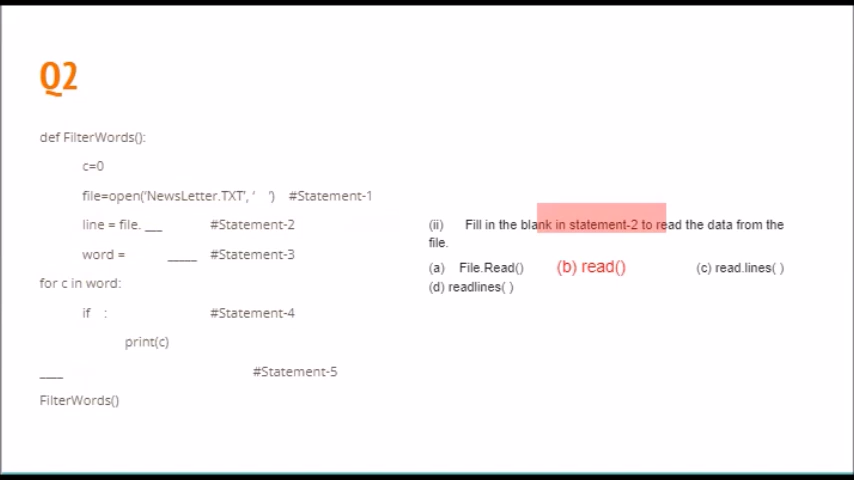 Q2
def FilterWords():
c=0
file=open('NewsLetter.TXT', ' ') #Statement-1
line = file. ___ #Statement-2
word = _____ #Statement-3
for c in word:
if : #Statement-4
print(c)
____ #Statement-5
FilterWords()
(ii) Fill in the blank in statement-2 to read the data from the
file.
(a) File.Read() (b) read() (c) read.lines( )
(d) readlines( )